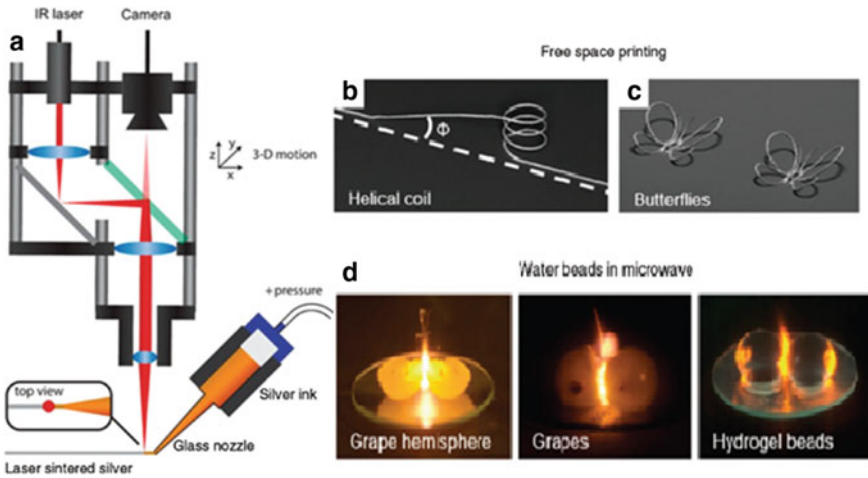 a
IR laser
Camera
z
y
x
3-D motion
+pressure
Silver ink
top view
Glass nozzle
Laser sintered silver
Free space printing
b
Φ
Helical coil
c
Butterflies
d
Water beads in microwave
Grape hemisphere
Grapes
Hydrogel beads